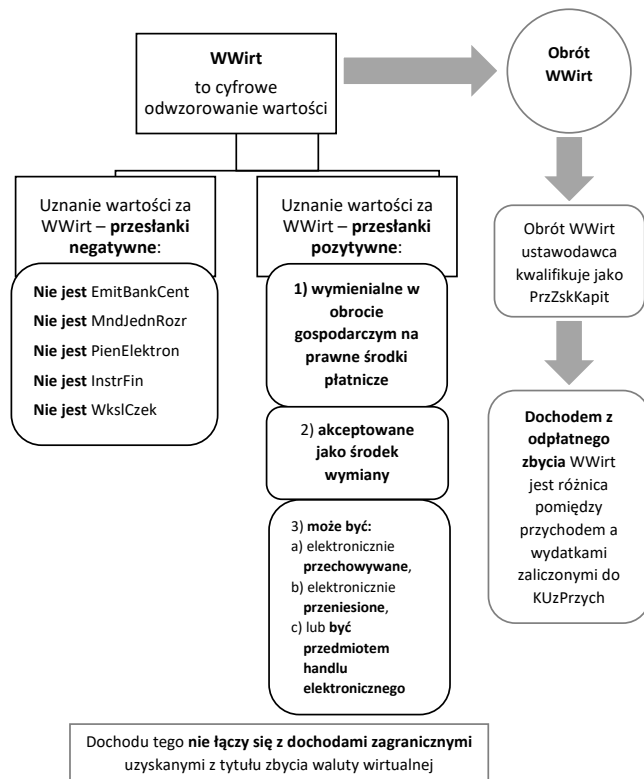 WWirt
to cyfrowe
odwzorowanie wartości
Obrót
WWirt
Uznanie wartości za
WWirt – przesłanki
negatywne:
Nie jest EmitBankCent
Nie jest MndJednRozr
Nie jest PienElektron
Nie jest InstrFin
Nie jest WkslCzek
Uznanie wartości za
WWirt – przesłanki
pozytywne:
1) wymienialne w
obrocie
gospodarczym na
prawne środki
płatnicze
2) akceptowane
jako środek
wymiany
3) może być:
a) elektronicznie
przechowywane,
b) elektronicznie
przeniesione,
c) lub być
przedmiotem
handlu
elektronicznego
Obrót WWirt
ustawodawca
kwalifikuje jako
PrzZskKapit
Dochodem z
odpłatnego
zbycia WWirt
jest różnica
pomiędzy
przychodem a
wydatkami
zaliczonymi do
KUzPrzych
Dochodu tego nie łączy się z dochodami zagranicznymi
uzyskanymi z tytułu zbycia waluty wirtualnej